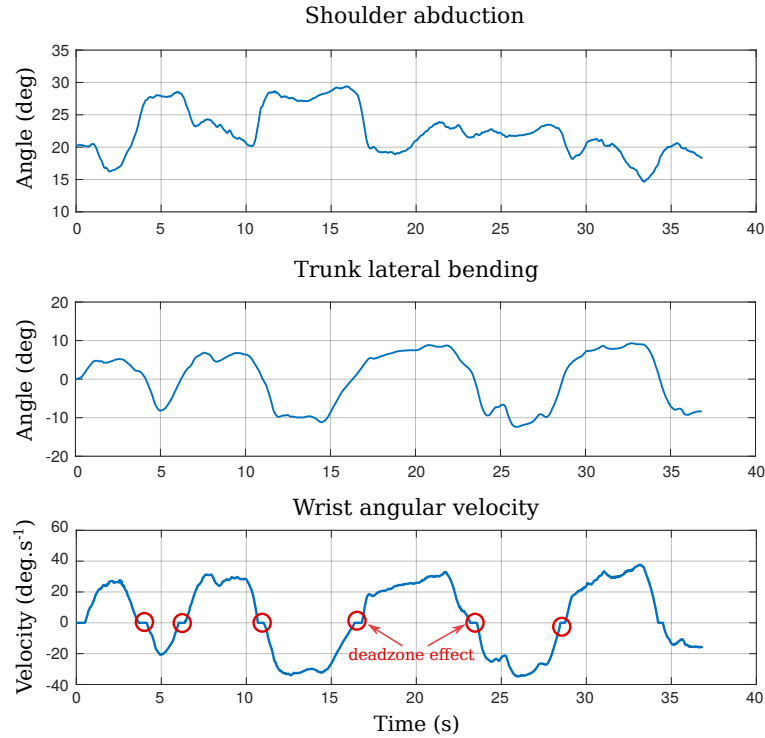 Shoulder abduction
35
30
25
20
15
10
Angle (deg)
0 5 10 15 20 25 30 35 40
Trunk lateral bending
20
10
0
-10
-20
Angle (deg)
0 5 10 15 20 25 30 35 40
Wrist angular velocity
60
40
20
0
-20
-40
Velocity (deg.s⁻¹)
deadzone effect
0 5 10 15 20 25 30 35 40
Time (s)